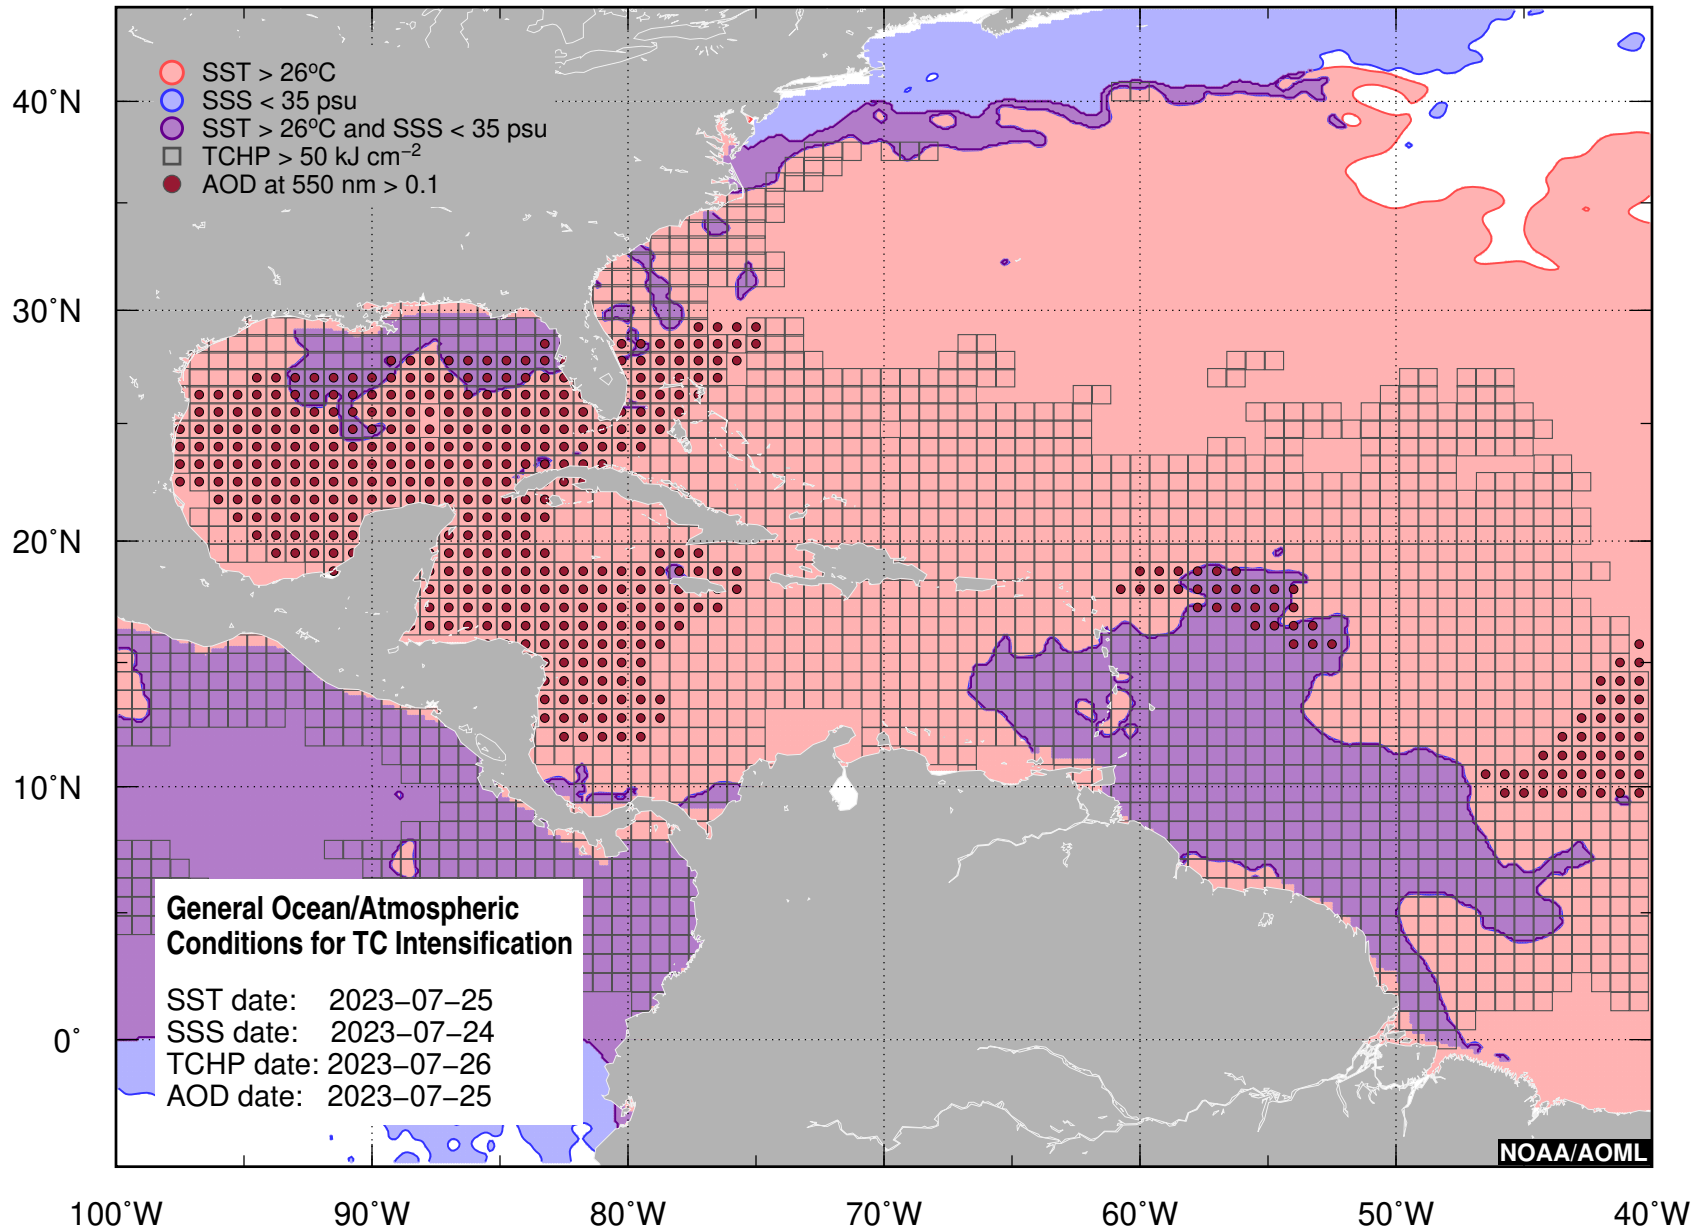 SST > 26°C
SSS < 35 psu
SST > 26°C and SSS < 35 psu
TCHP > 50 kJ cm⁻²
AOD at 550 nm > 0.1
40°N
30°N
20°N
10°N
0°
General Ocean/Atmospheric
Conditions for TC Intensification
SST date: 2023−07−25
SSS date: 2023−07−24
TCHP date: 2023−07−26
AOD date: 2023−07−25
NOAA/AOML
100°W 90°W 80°W 70°W 60°W 50°W 40°W